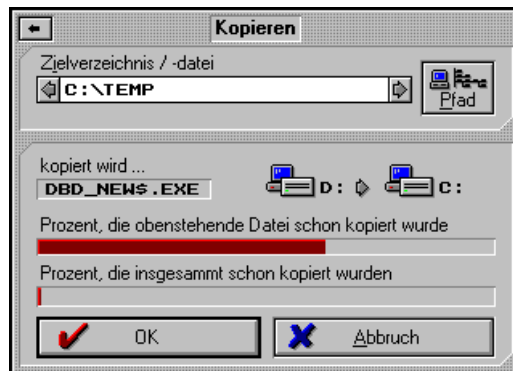 Kopieren
Zielverzeichnis / -datei
C:\TEMP
Pfad
kopiert wird ...
DBD_NEW$.EXE
D: C:
Prozent, die obenstehende Datei schon kopiert wurde
Prozent, die insgesammt schon kopiert wurden
OK Abbruch